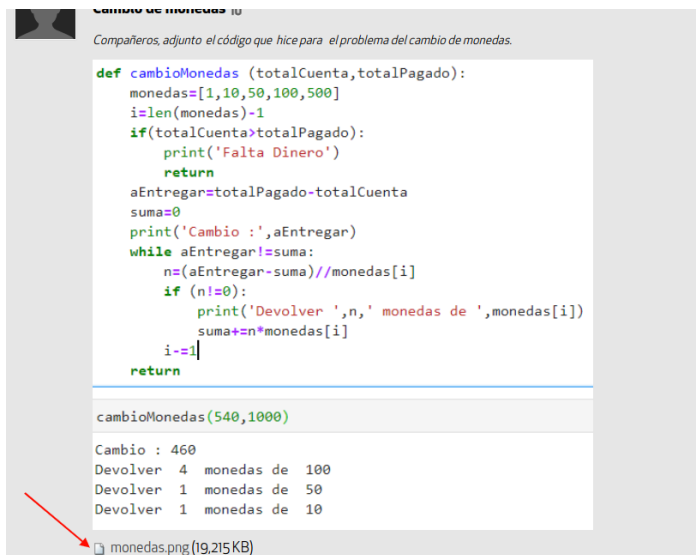 Cambio de monedas
Compañeros, adjunto el código que hice para el problema del cambio de monedas.
def cambioMonedas (totalCuenta,totalPagado):
    monedas=[1,10,50,100,500]
    i=len(monedas)-1
    if(totalCuenta>totalPagado):
        print('Falta Dinero')
        return
    aEntregar=totalPagado-totalCuenta
    suma=0
    print('Cambio :',aEntregar)
    while aEntregar!=suma:
        n=(aEntregar-suma)//monedas[i]
        if (n!=0):
            print('Devolver ',n,' monedas de ',monedas[i])
            suma+=n*monedas[i]
        i-=1
    return
cambioMonedas(540,1000)
Cambio : 460
Devolver  4  monedas de  100
Devolver  1  monedas de  50
Devolver  1  monedas de  10
monedas.png (19,215 KB)